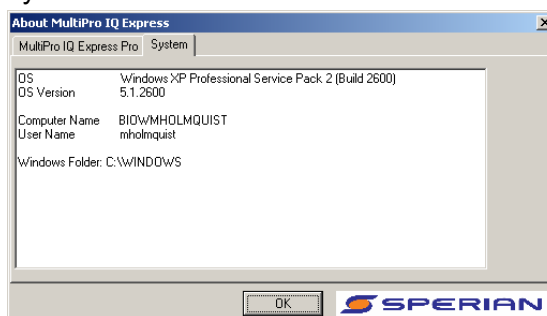 About MultiPro IQ Express
MultiPro IQ Express Pro System
OS Windows XP Professional Service Pack 2 (Build 2600)
OS Version 5.1.2600
Computer Name BIOWMHOLMQUIST
User Name mholmquist
Windows Folder: C:\WINDOWS
OK SPERIAN